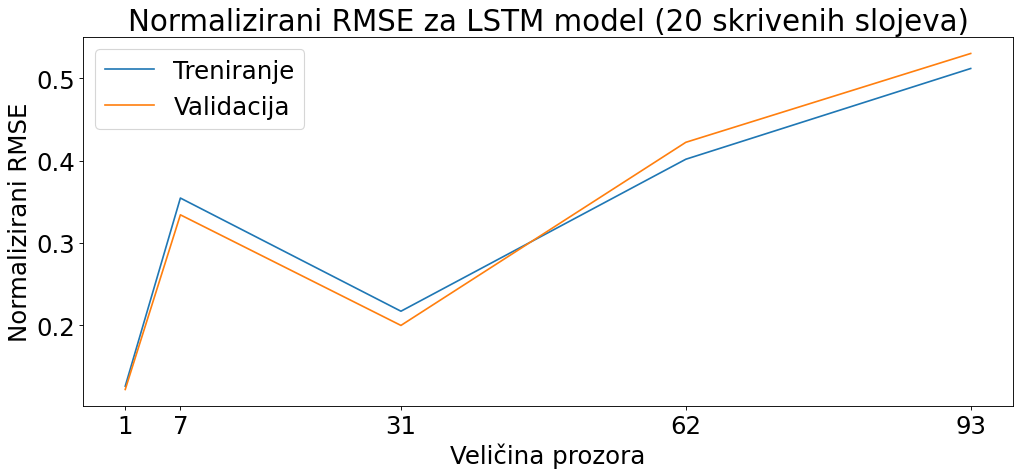 Normalizirani RMSE za LSTM model (20 skrivenih slojeva)
Treniranje
Validacija
Normalizirani RMSE
0.5
0.4
0.3
0.2
1 7 31 62 93
Veličina prozora